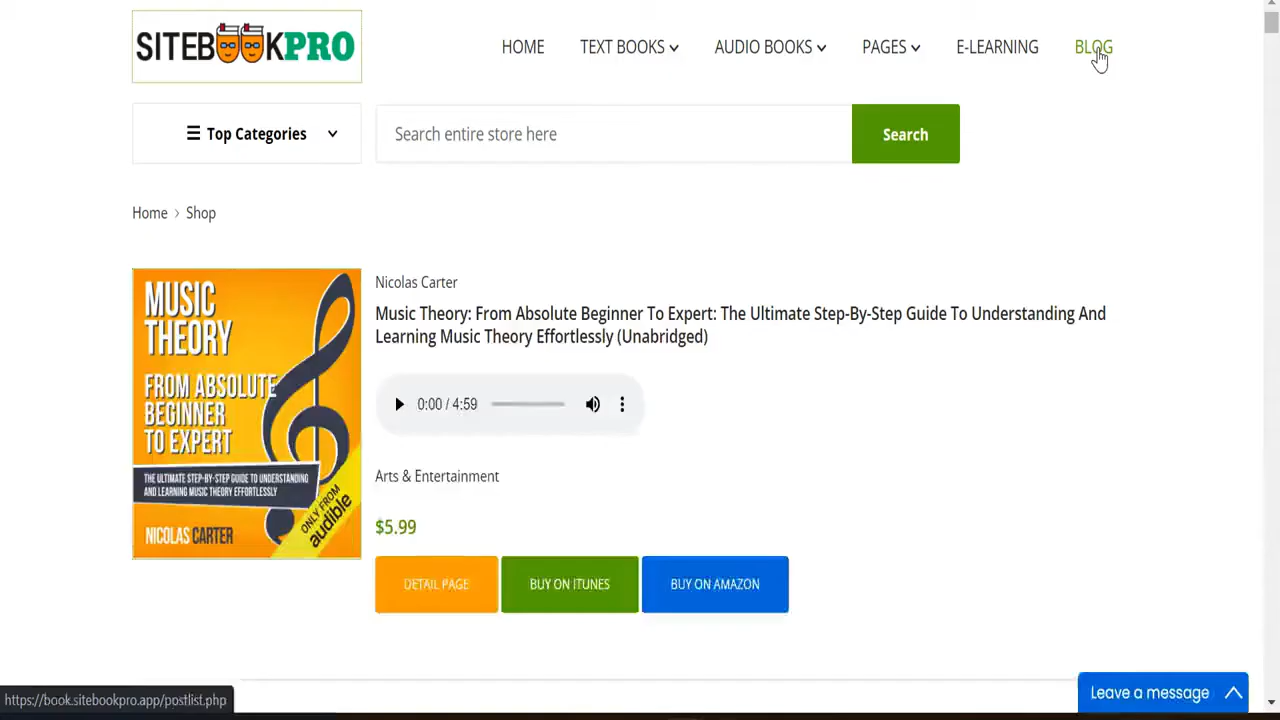 SITEBOOKPRO
HOME TEXT BOOKS AUDIO BOOKS PAGES E-LEARNING BLOG
Top Categories
Search entire store here
Search
Home > Shop
MUSIC
THEORY
FROM ABSOLUTE
BEGINNER
TO EXPERT
THE ULTIMATE STEP-BY-STEP GUIDE TO UNDERSTANDING
AND LEARNING MUSIC THEORY EFFORTLESSLY
ONLY FROM
audible
NICOLAS CARTER
Nicolas Carter
Music Theory: From Absolute Beginner To Expert: The Ultimate Step-By-Step Guide To Understanding And
Learning Music Theory Effortlessly (Unabridged)
0:00 / 4:59
Arts & Entertainment
$5.99
DETAIL PAGE BUY ON ITUNES BUY ON AMAZON
Leave a message
https://book.sitebookpro.app/postlist.php